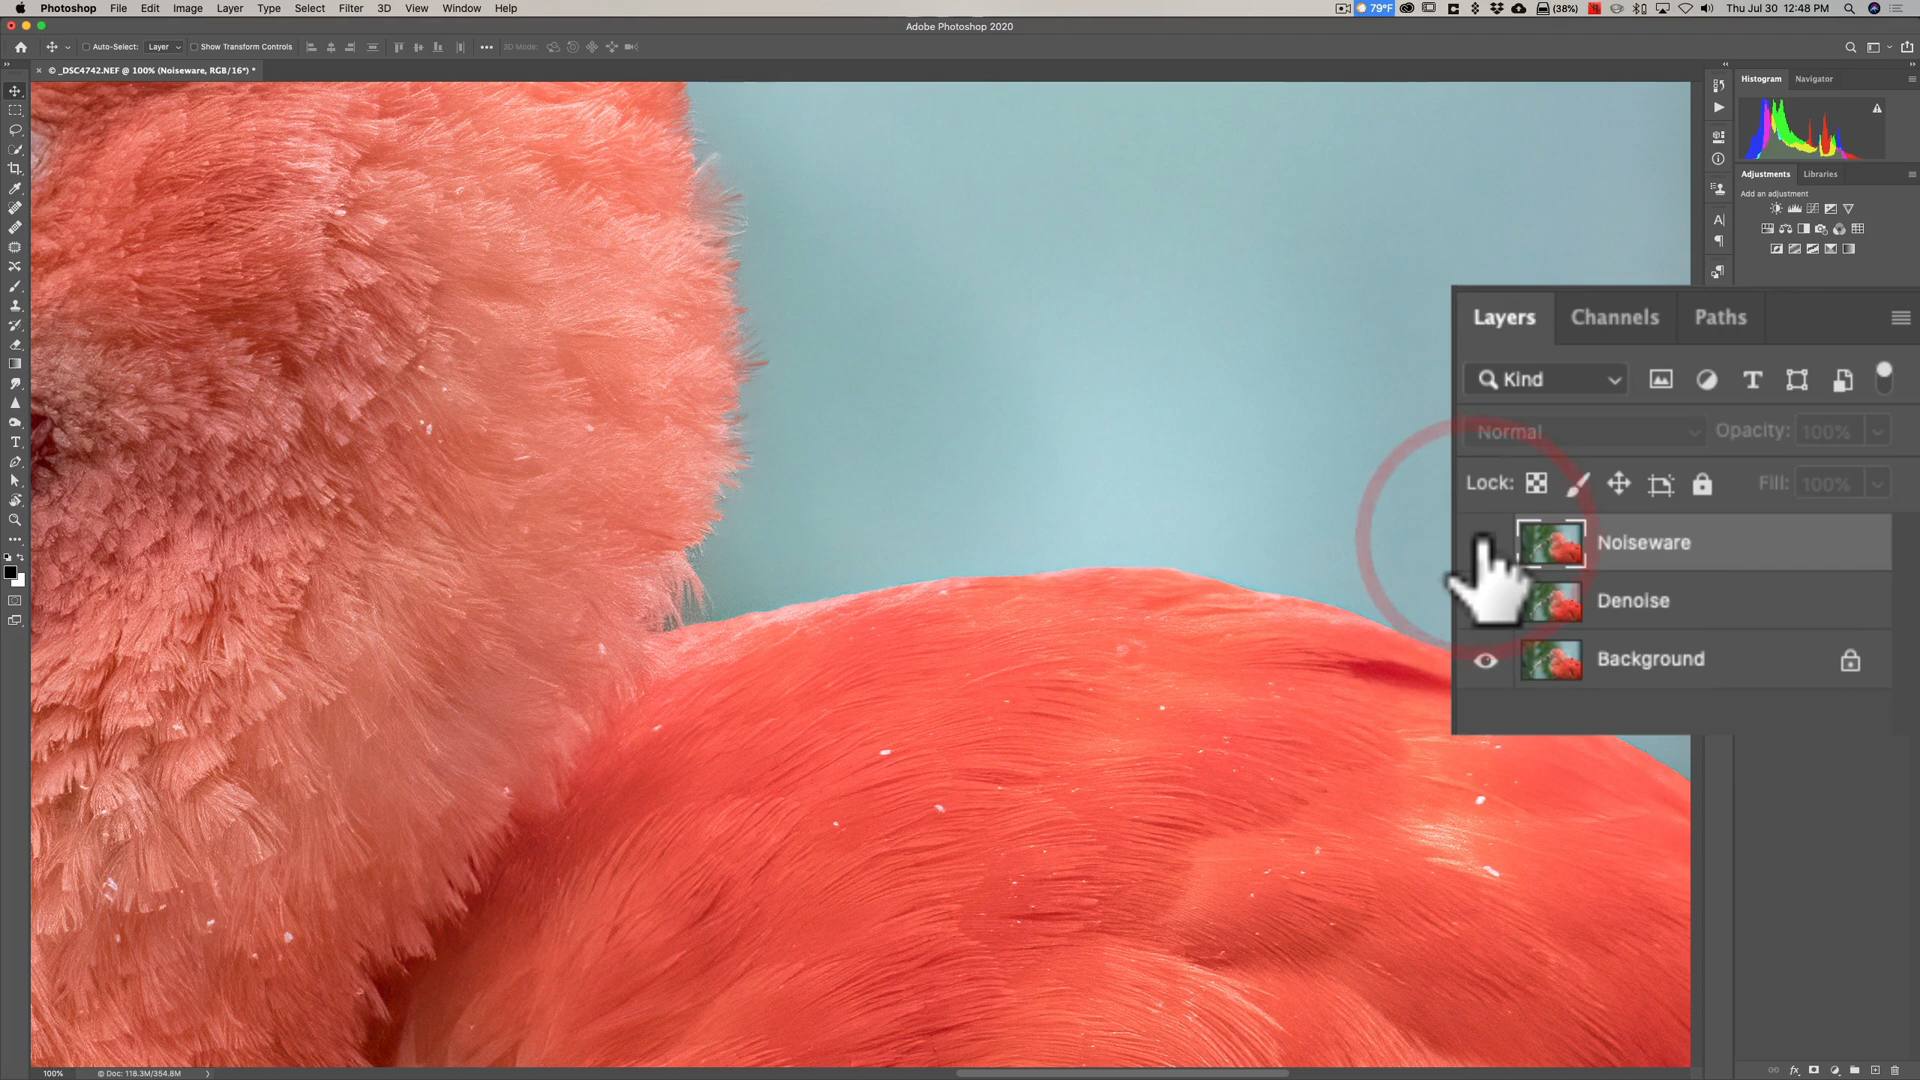 Photoshop File Edit Image Layer Type Select Filter 3D View Window Help 79°F (38%) Thu Jul 30 12:48 PM
Adobe Photoshop 2020
Auto-Select: Layer Show Transform Controls 3D Mode:
© _DSC4742.NEF @ 100% (Noiseware, RGB/16*) *
Histogram Navigator
Adjustments Libraries
Add an adjustment
Layers Channels Paths
Kind
Normal Opacity: 100%
Lock: Fill: 100%
Noiseware
Denoise
Background
100% Doc: 118.3M/354.8M